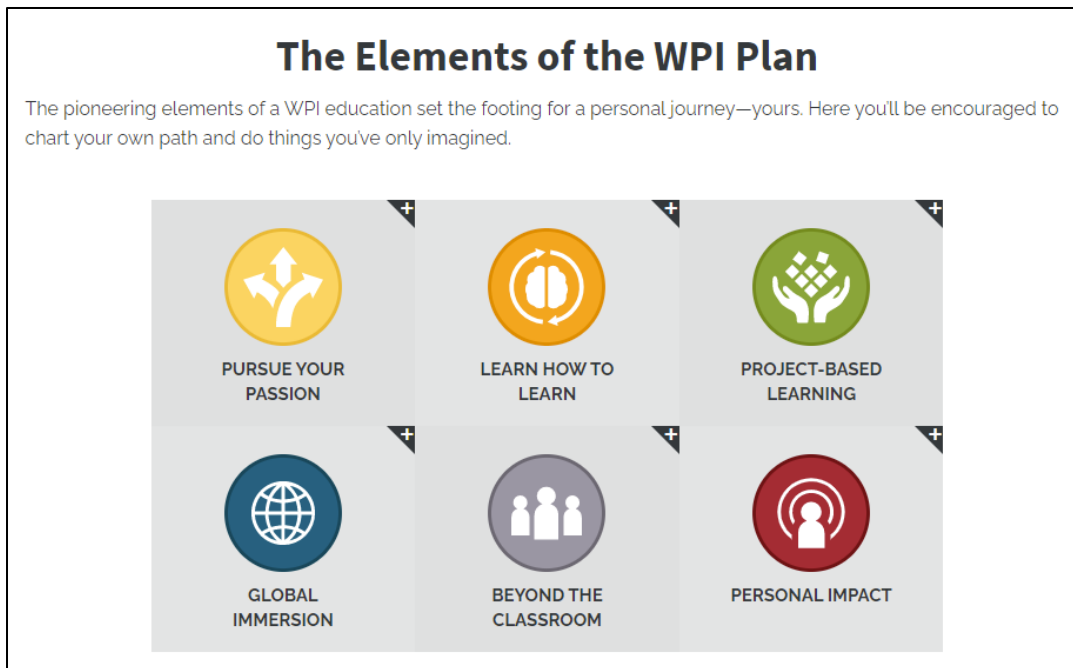 The Elements of the WPI Plan
The pioneering elements of a WPI education set the footing for a personal journey—yours. Here you'll be encouraged to
chart your own path and do things you've only imagined.
+
+
+
PURSUE YOUR
PASSION
LEARN HOW TO
LEARN
PROJECT-BASED
LEARNING
+
+
+
GLOBAL
IMMERSION
BEYOND THE
CLASSROOM
PERSONAL IMPACT